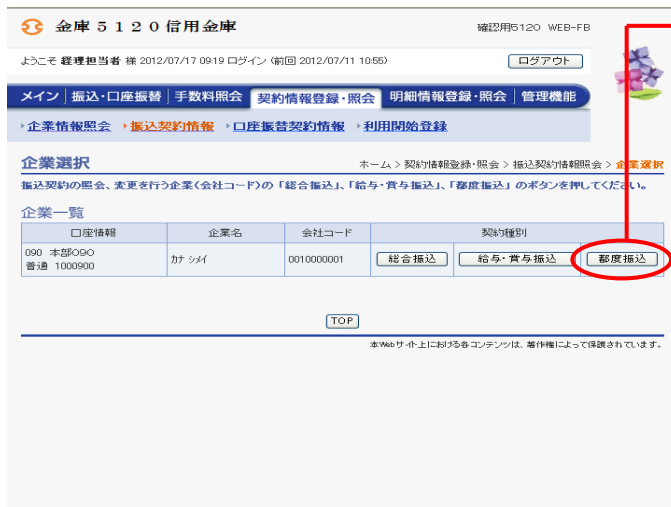 金庫５１２０信用金庫
確認用5120 WEB-FB
ようこそ 経理担当者 様 2012/07/17 09:19 ログイン (前回 2012/07/11 10:55)
ログアウト
メイン 振込・口座振替 手数料照会 契約情報登録・照会 明細情報登録・照会 管理機能
企業情報照会 振込契約情報 口座振替契約情報 利用開始登録
企業選択
ホーム > 契約情報登録・照会 > 振込契約情報照会 > 企業選択
振込契約の照会、変更を行う企業(会社コード)の「総合振込」、「給与・賞与振込」、「都度振込」のボタンを押してください。
企業一覧
口座情報 企業名 会社コード 契約種別
090 本部090 普通 1000900 カナ シメイ 0010000001 総合振込 給与・賞与振込 都度振込
TOP
本Webサイト上における各コンテンツは、著作権によって保護されています。